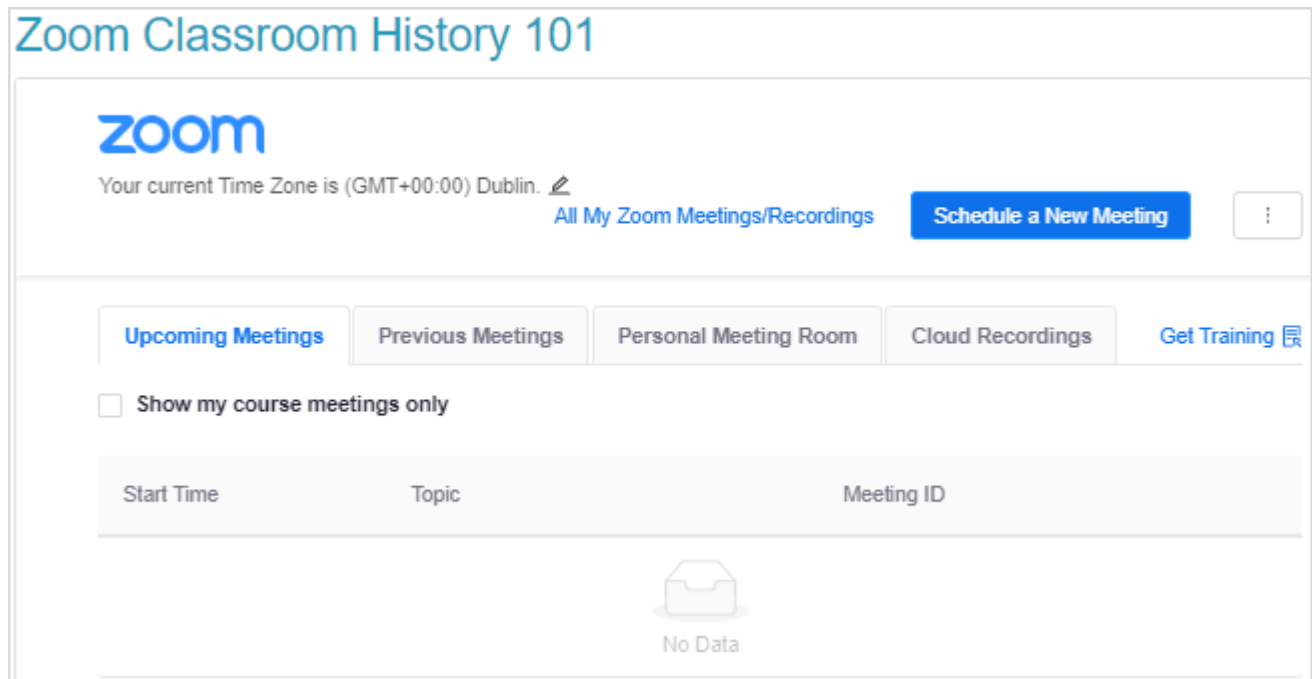 Zoom Classroom History 101
zoom
Your current Time Zone is (GMT+00:00) Dublin.
All My Zoom Meetings/Recordings Schedule a New Meeting
Upcoming Meetings Previous Meetings Personal Meeting Room Cloud Recordings Get Training
Show my course meetings only
Start Time Topic Meeting ID
No Data